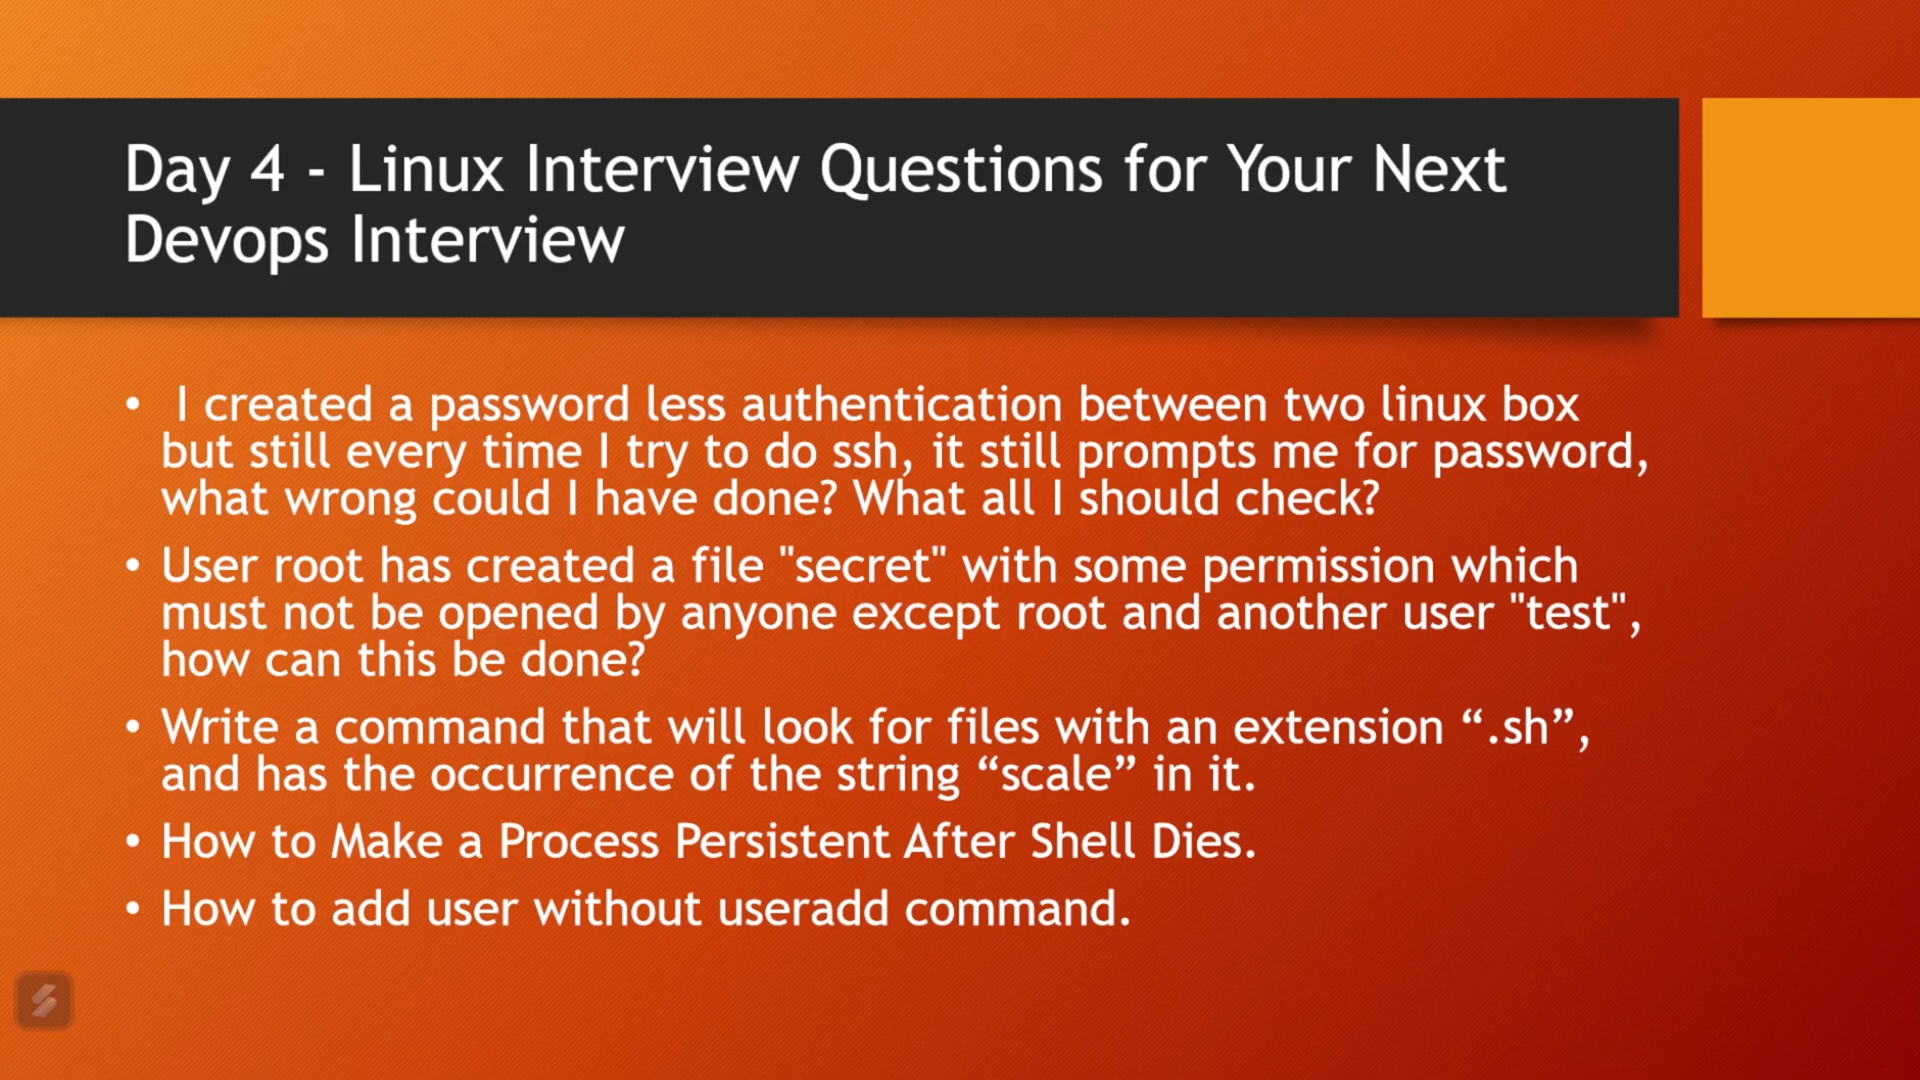 Day 4 - Linux Interview Questions for Your Next
Devops Interview
• I created a password less authentication between two linux box
but still every time I try to do ssh, it still prompts me for password,
what wrong could I have done? What all I should check?
• User root has created a file "secret" with some permission which
must not be opened by anyone except root and another user "test",
how can this be done?
• Write a command that will look for files with an extension “.sh”,
and has the occurrence of the string “scale” in it.
• How to Make a Process Persistent After Shell Dies.
• How to add user without useradd command.